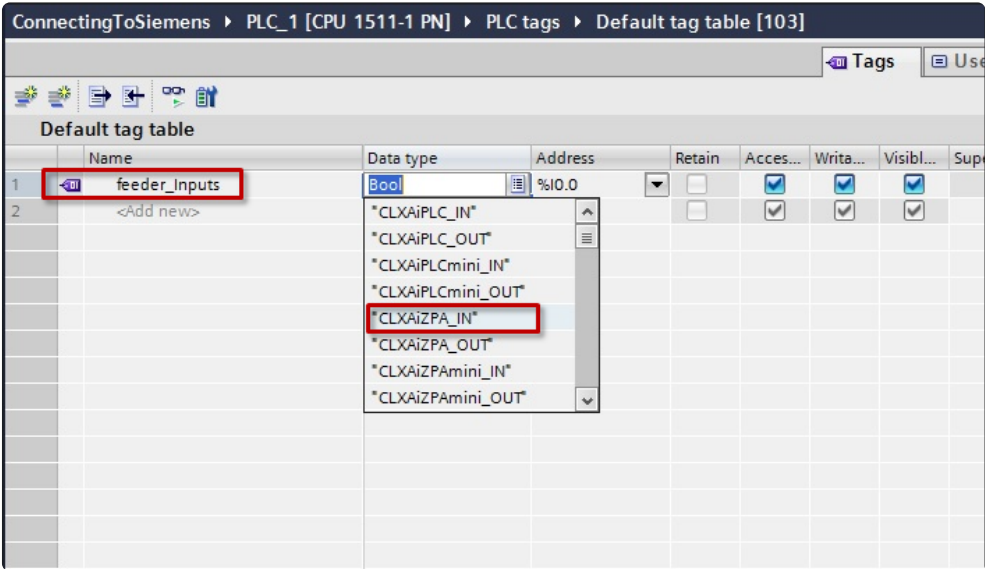 ConnectingToSiemens ▸ PLC_1 [CPU 1511-1 PN] ▸ PLC tags ▸ Default tag table [103]
Tags Use
Default tag table
Name Data type Address Retain Acces... Writa... Visibl... Supe
1 feeder_Inputs Bool %I0.0
2 <Add new>
"CLXAiPLC_IN"
"CLXAiPLC_OUT"
"CLXAiPLCmini_IN"
"CLXAiPLCmini_OUT"
"CLXAiZPA_IN"
"CLXAiZPA_OUT"
"CLXAiZPAmini_IN"
"CLXAiZPAmini_OUT"